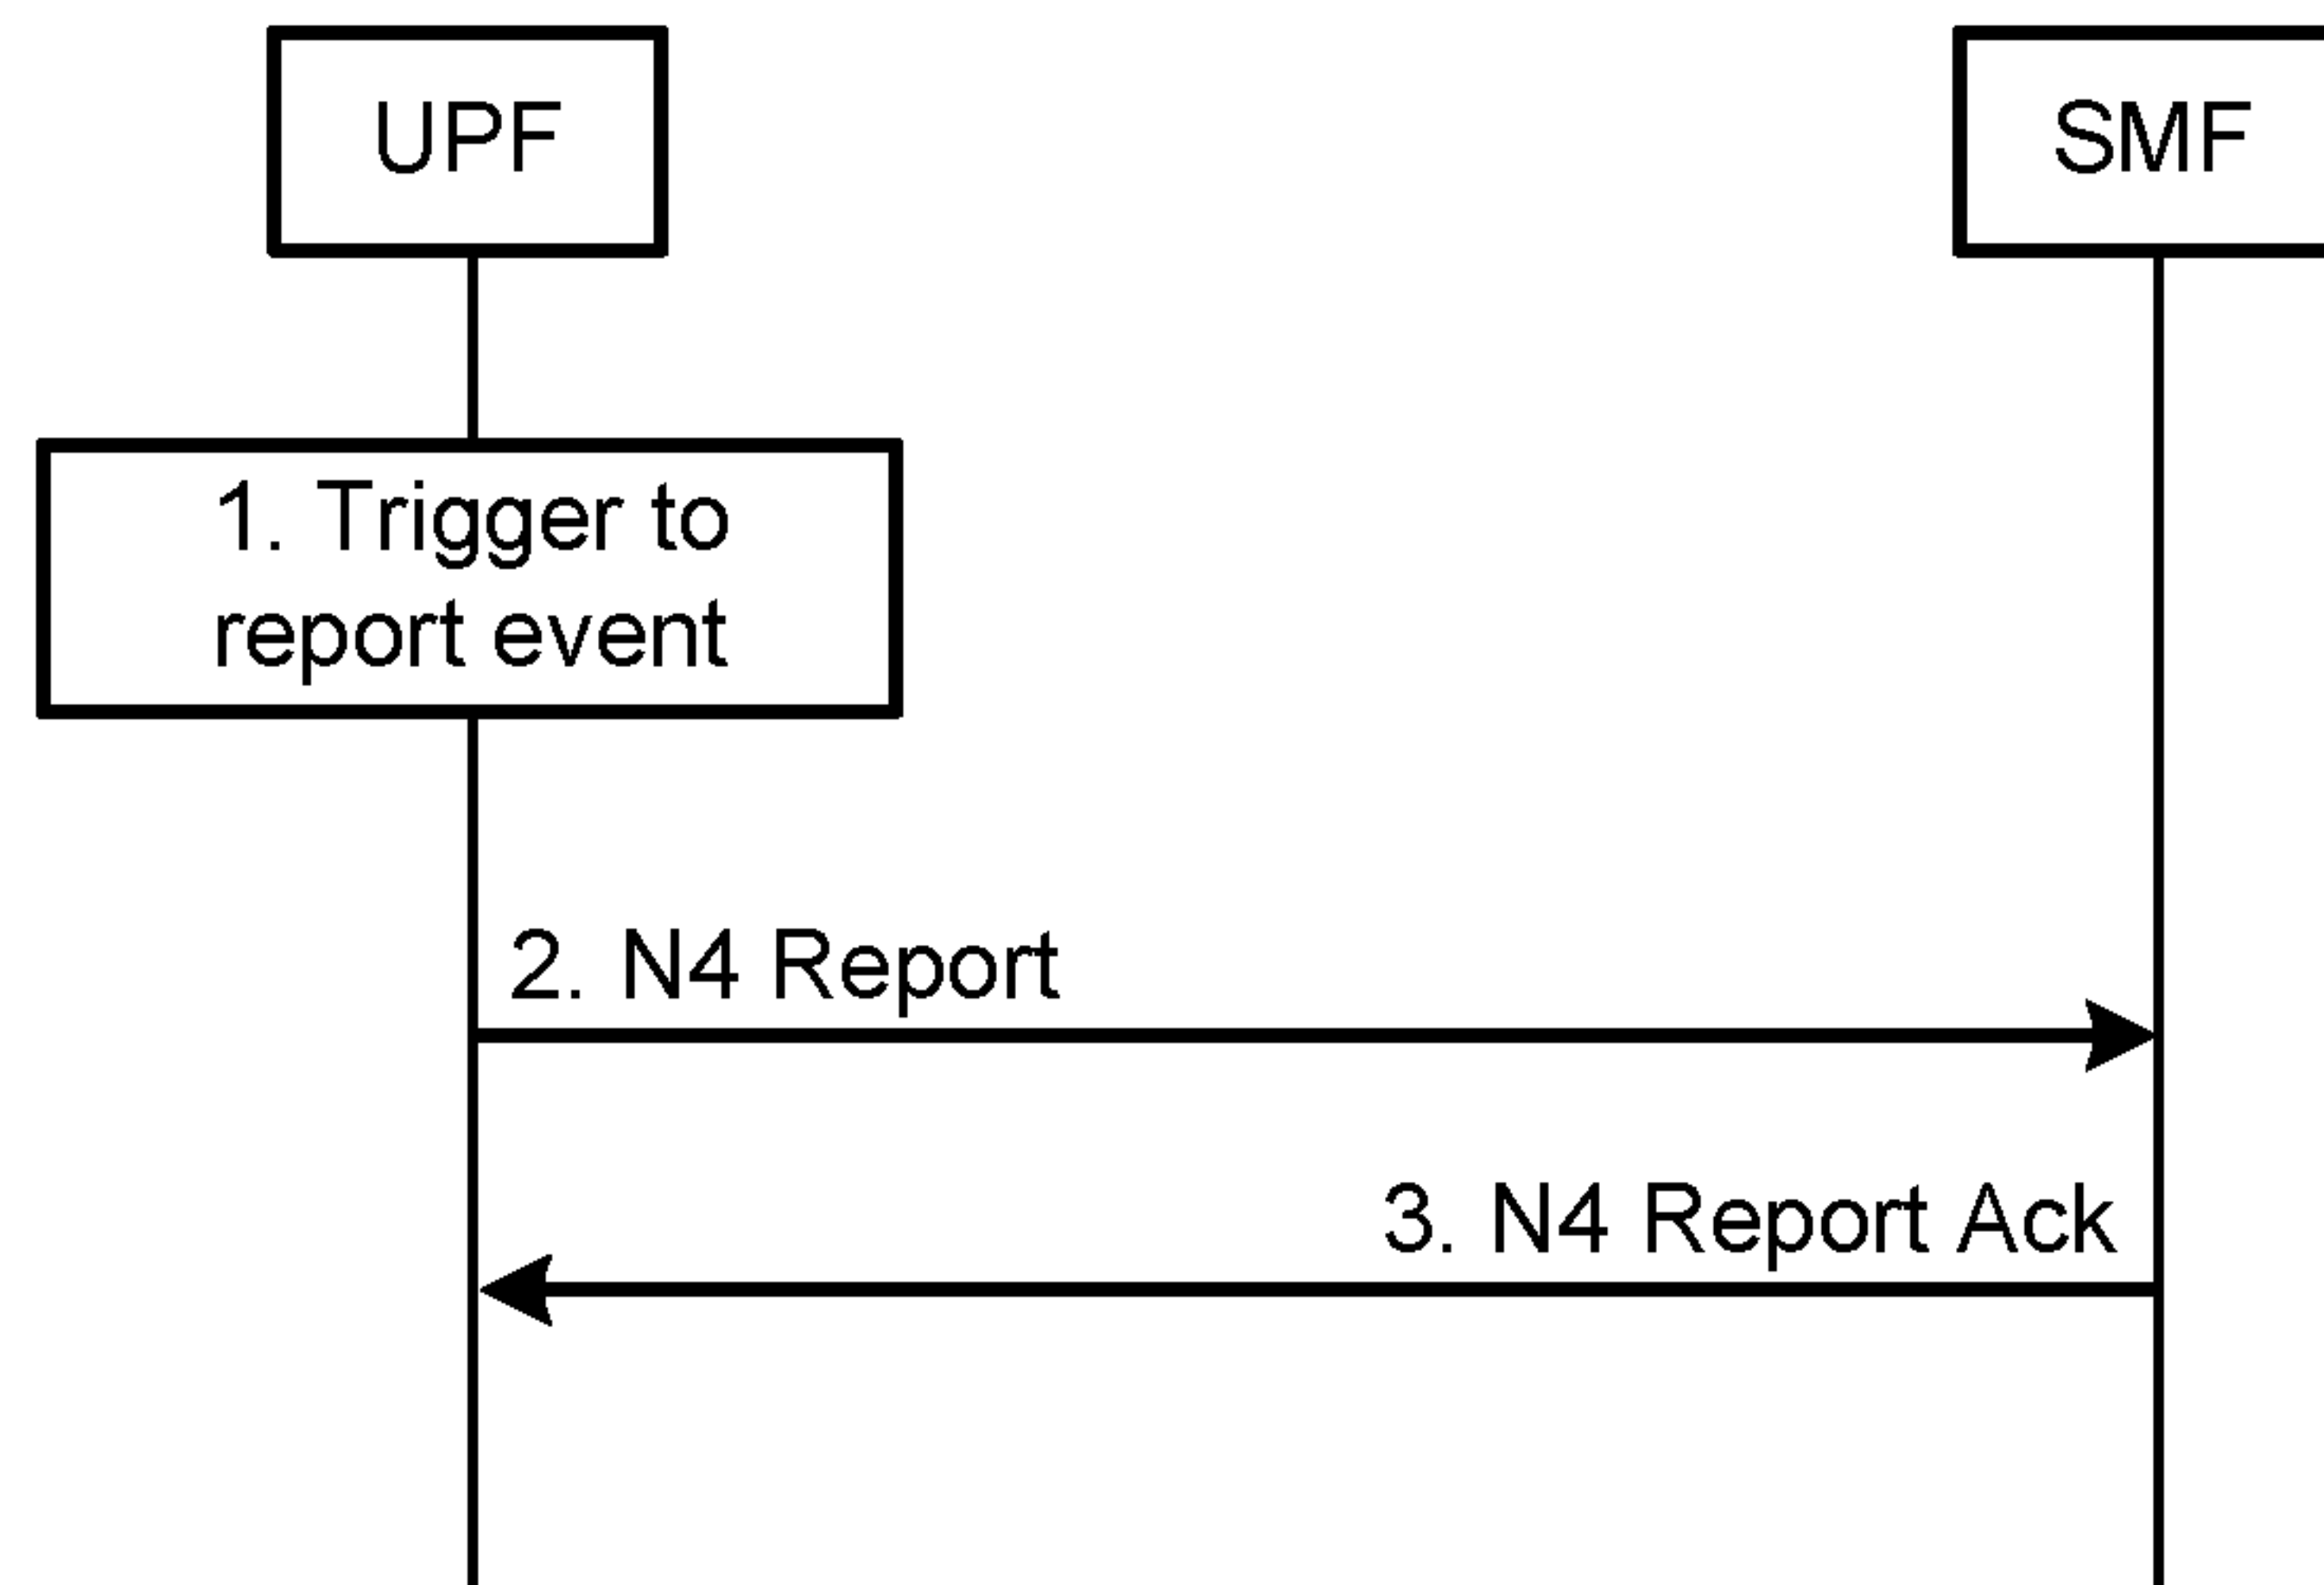 UPF
SMF
1. Trigger to
report event
2. N4 Report
3. N4 Report Ack